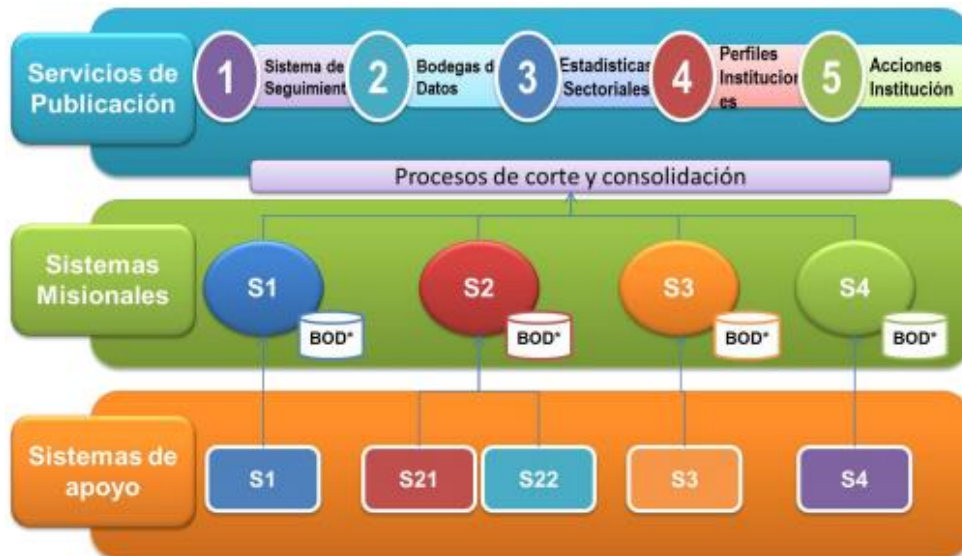 Servicios de
Publicación
1
Sistema de
Seguimient
2
Bodegas d
Datos
3
Estadisticas
Sectoriales
4
Perfiles
Institucion
es
5
Acciones
Institución
Procesos de corte y consolidación
Sistemas
Misionales
S1
BOD*
S2
BOD*
S3
BOD*
S4
BOD*
Sistemas de
apoyo
S1
S21
S22
S3
S4